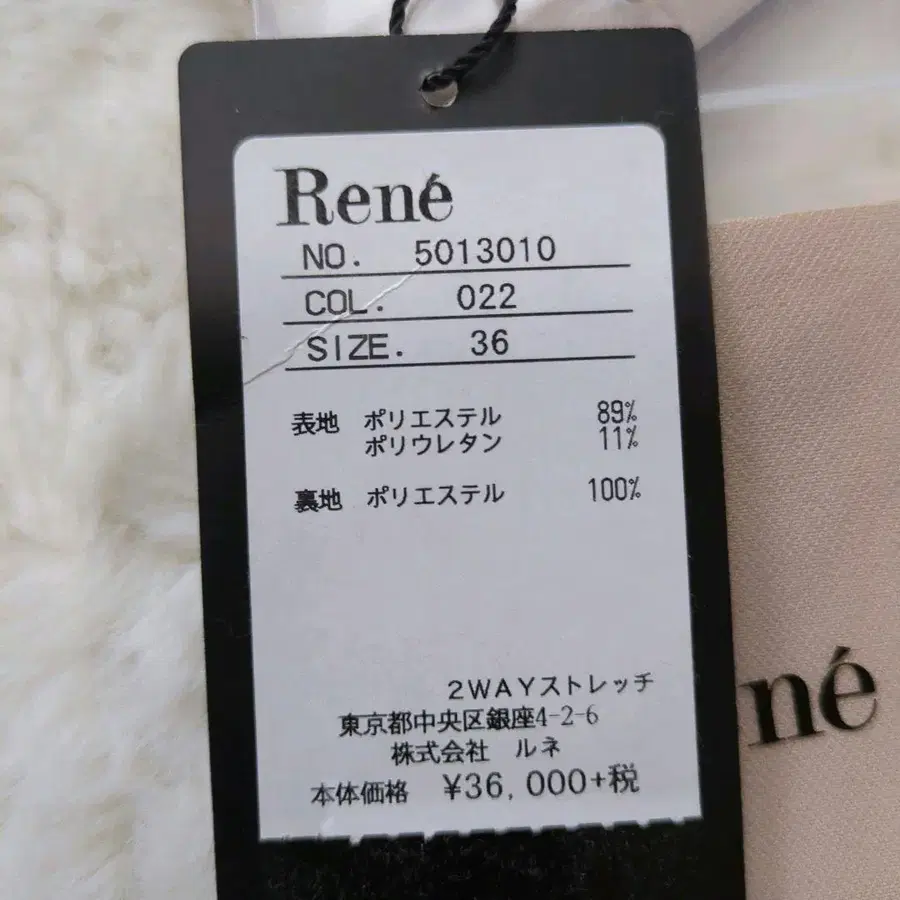 René
NO. 5013010
COL. 022
SIZE. 36
表地 ポリエステル 89%
ポリウレタン 11%
裏地 ポリエステル 100%
2WAYストレッチ
東京都中央区銀座4-2-6
株式会社 ルネ
本体価格 ¥36,000+税
né